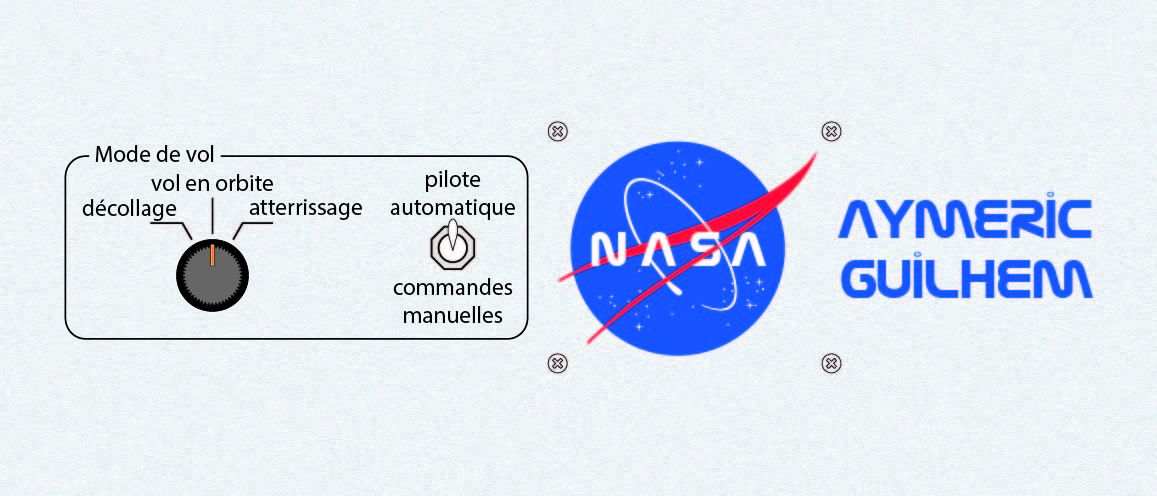 Mode de vol
vol en orbite
décollage
atterrissage
pilote
automatique
commandes
manuelles
NASA
AYMERIC
GUILHEM